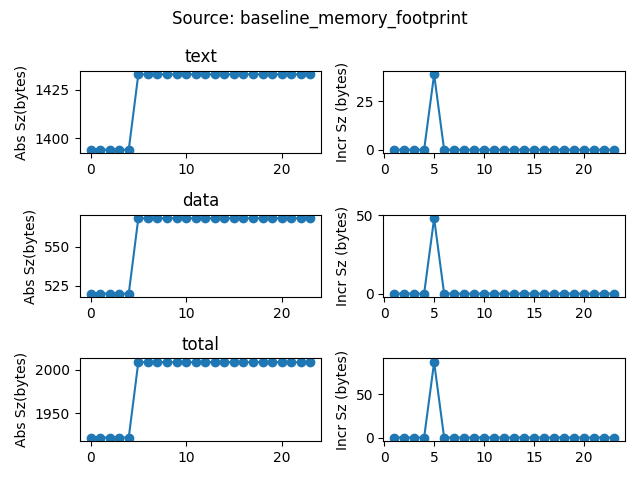 Source: baseline_memory_footprint
text
Abs Sz(bytes)
1425
1400
0 10 20
Incr Sz (bytes)
25
0
0 5 10 15 20
data
Abs Sz(bytes)
550
525
0 10 20
Incr Sz (bytes)
50
0
0 5 10 15 20
total
Abs Sz(bytes)
2000
1950
0 10 20
Incr Sz (bytes)
50
0
0 5 10 15 20